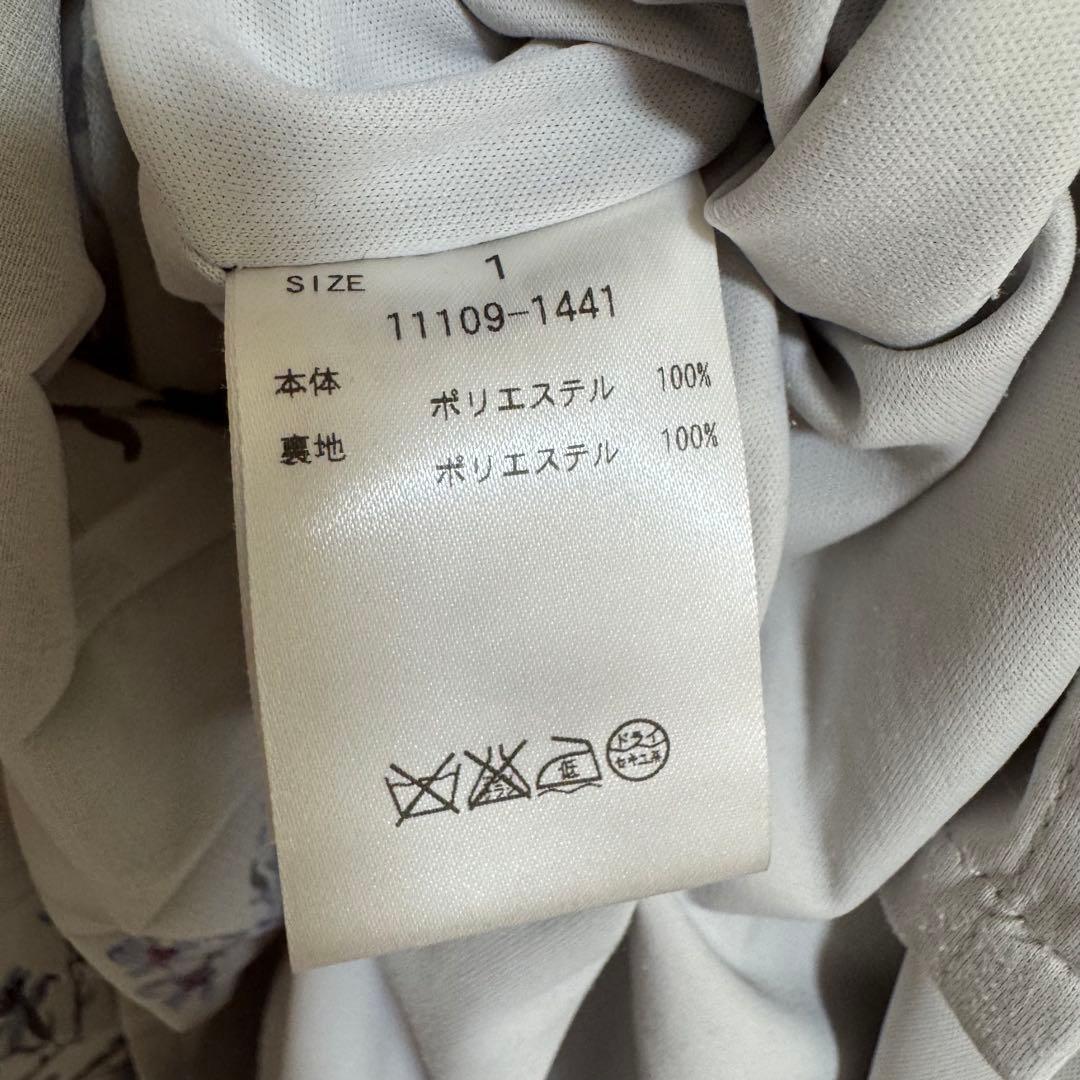 SIZE 1
11109-1441
本体 ポリエステル 100%
裏地 ポリエステル 100%
低
ドライ
セキユ系